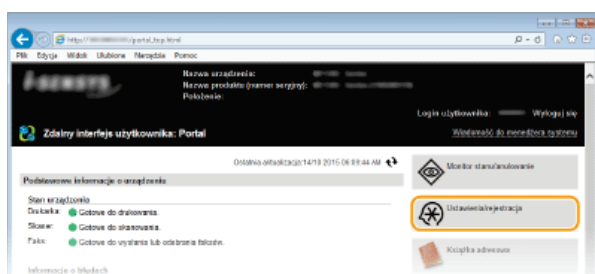 http://
/portal_top.html
Plik Edycja Widok Ulubione Narzędzia Pomoc
Nazwa urządzenia:
Nazwa produktu (numer seryjny):
Położenie:
Login użytkownika: Wyloguj się
Zdalny interfejs użytkownika: Portal
Wiadomość do menedżera systemu
Ostatnia aktualizacja:14/10 2015 06:09:44 AM
Podstawowe informacje o urządzeniu
Monitor stanu/anulowanie
Stan urządzenia
Drukarka: Gotowe do drukowania.
Skaner: Gotowe do skanowania.
Faks: Gotowe do wysłania lub odebrania faksów.
Ustawienia/rejestracja
Książka adresowa
Informacje o błędach